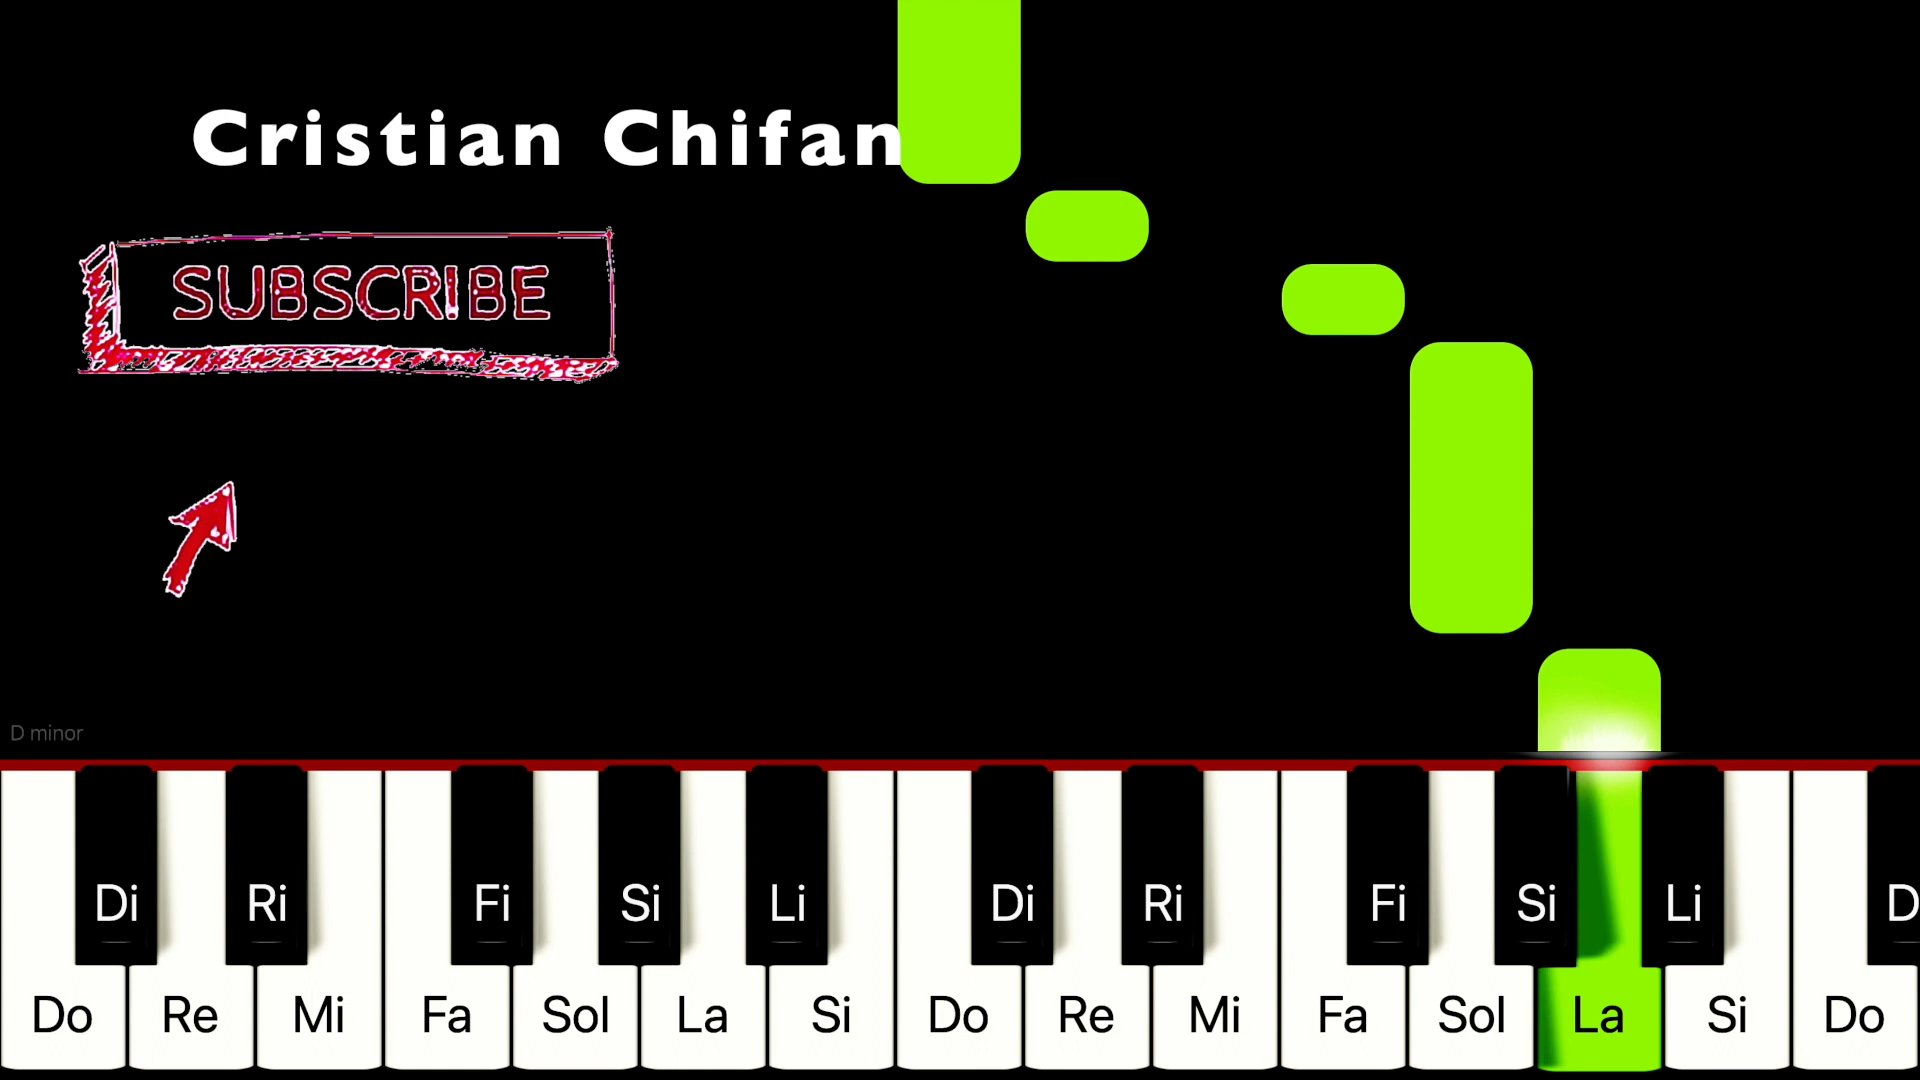 Cristian Chifan
SUBSCRIBE
D minor
Di Ri Fi Si Li Di Ri Fi Si Li D
Do Re Mi Fa Sol La Si Do Re Mi Fa Sol La Si Do